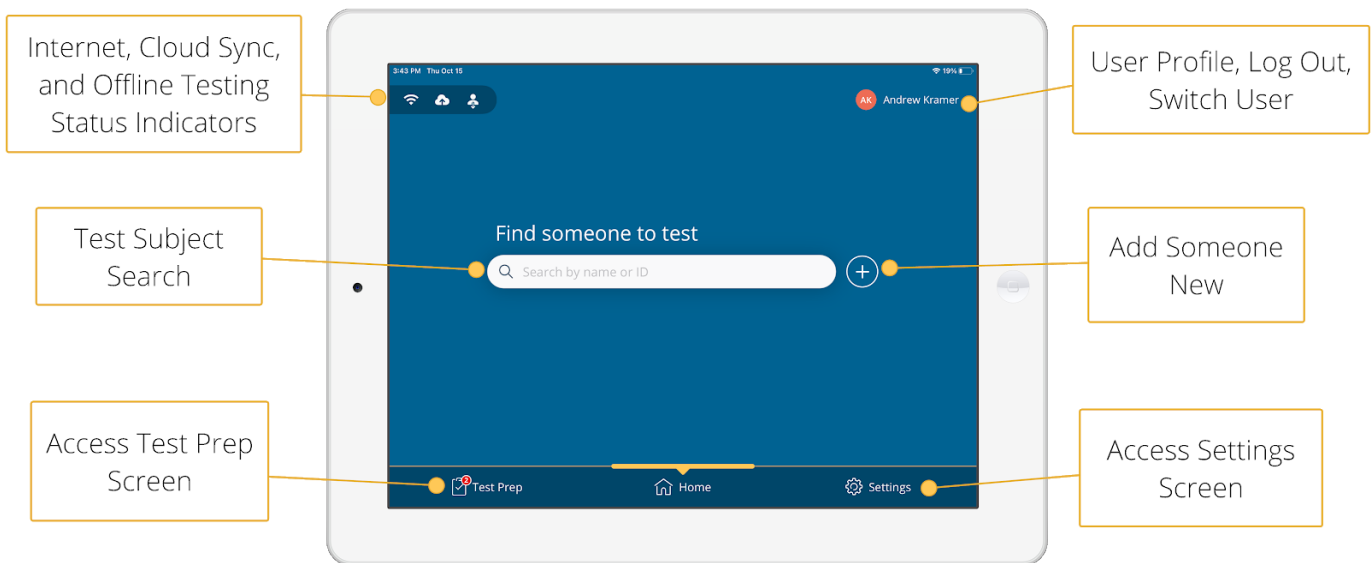 Internet, Cloud Sync,
and Offline Testing
Status Indicators
User Profile, Log Out,
Switch User
3:43 PM Thu Oct 15
19%
AK Andrew Kramer
Test Subject
Search
Find someone to test
Search by name or ID
Add Someone
New
Access Test Prep
Screen
2
Test Prep
Home
Settings
Access Settings
Screen